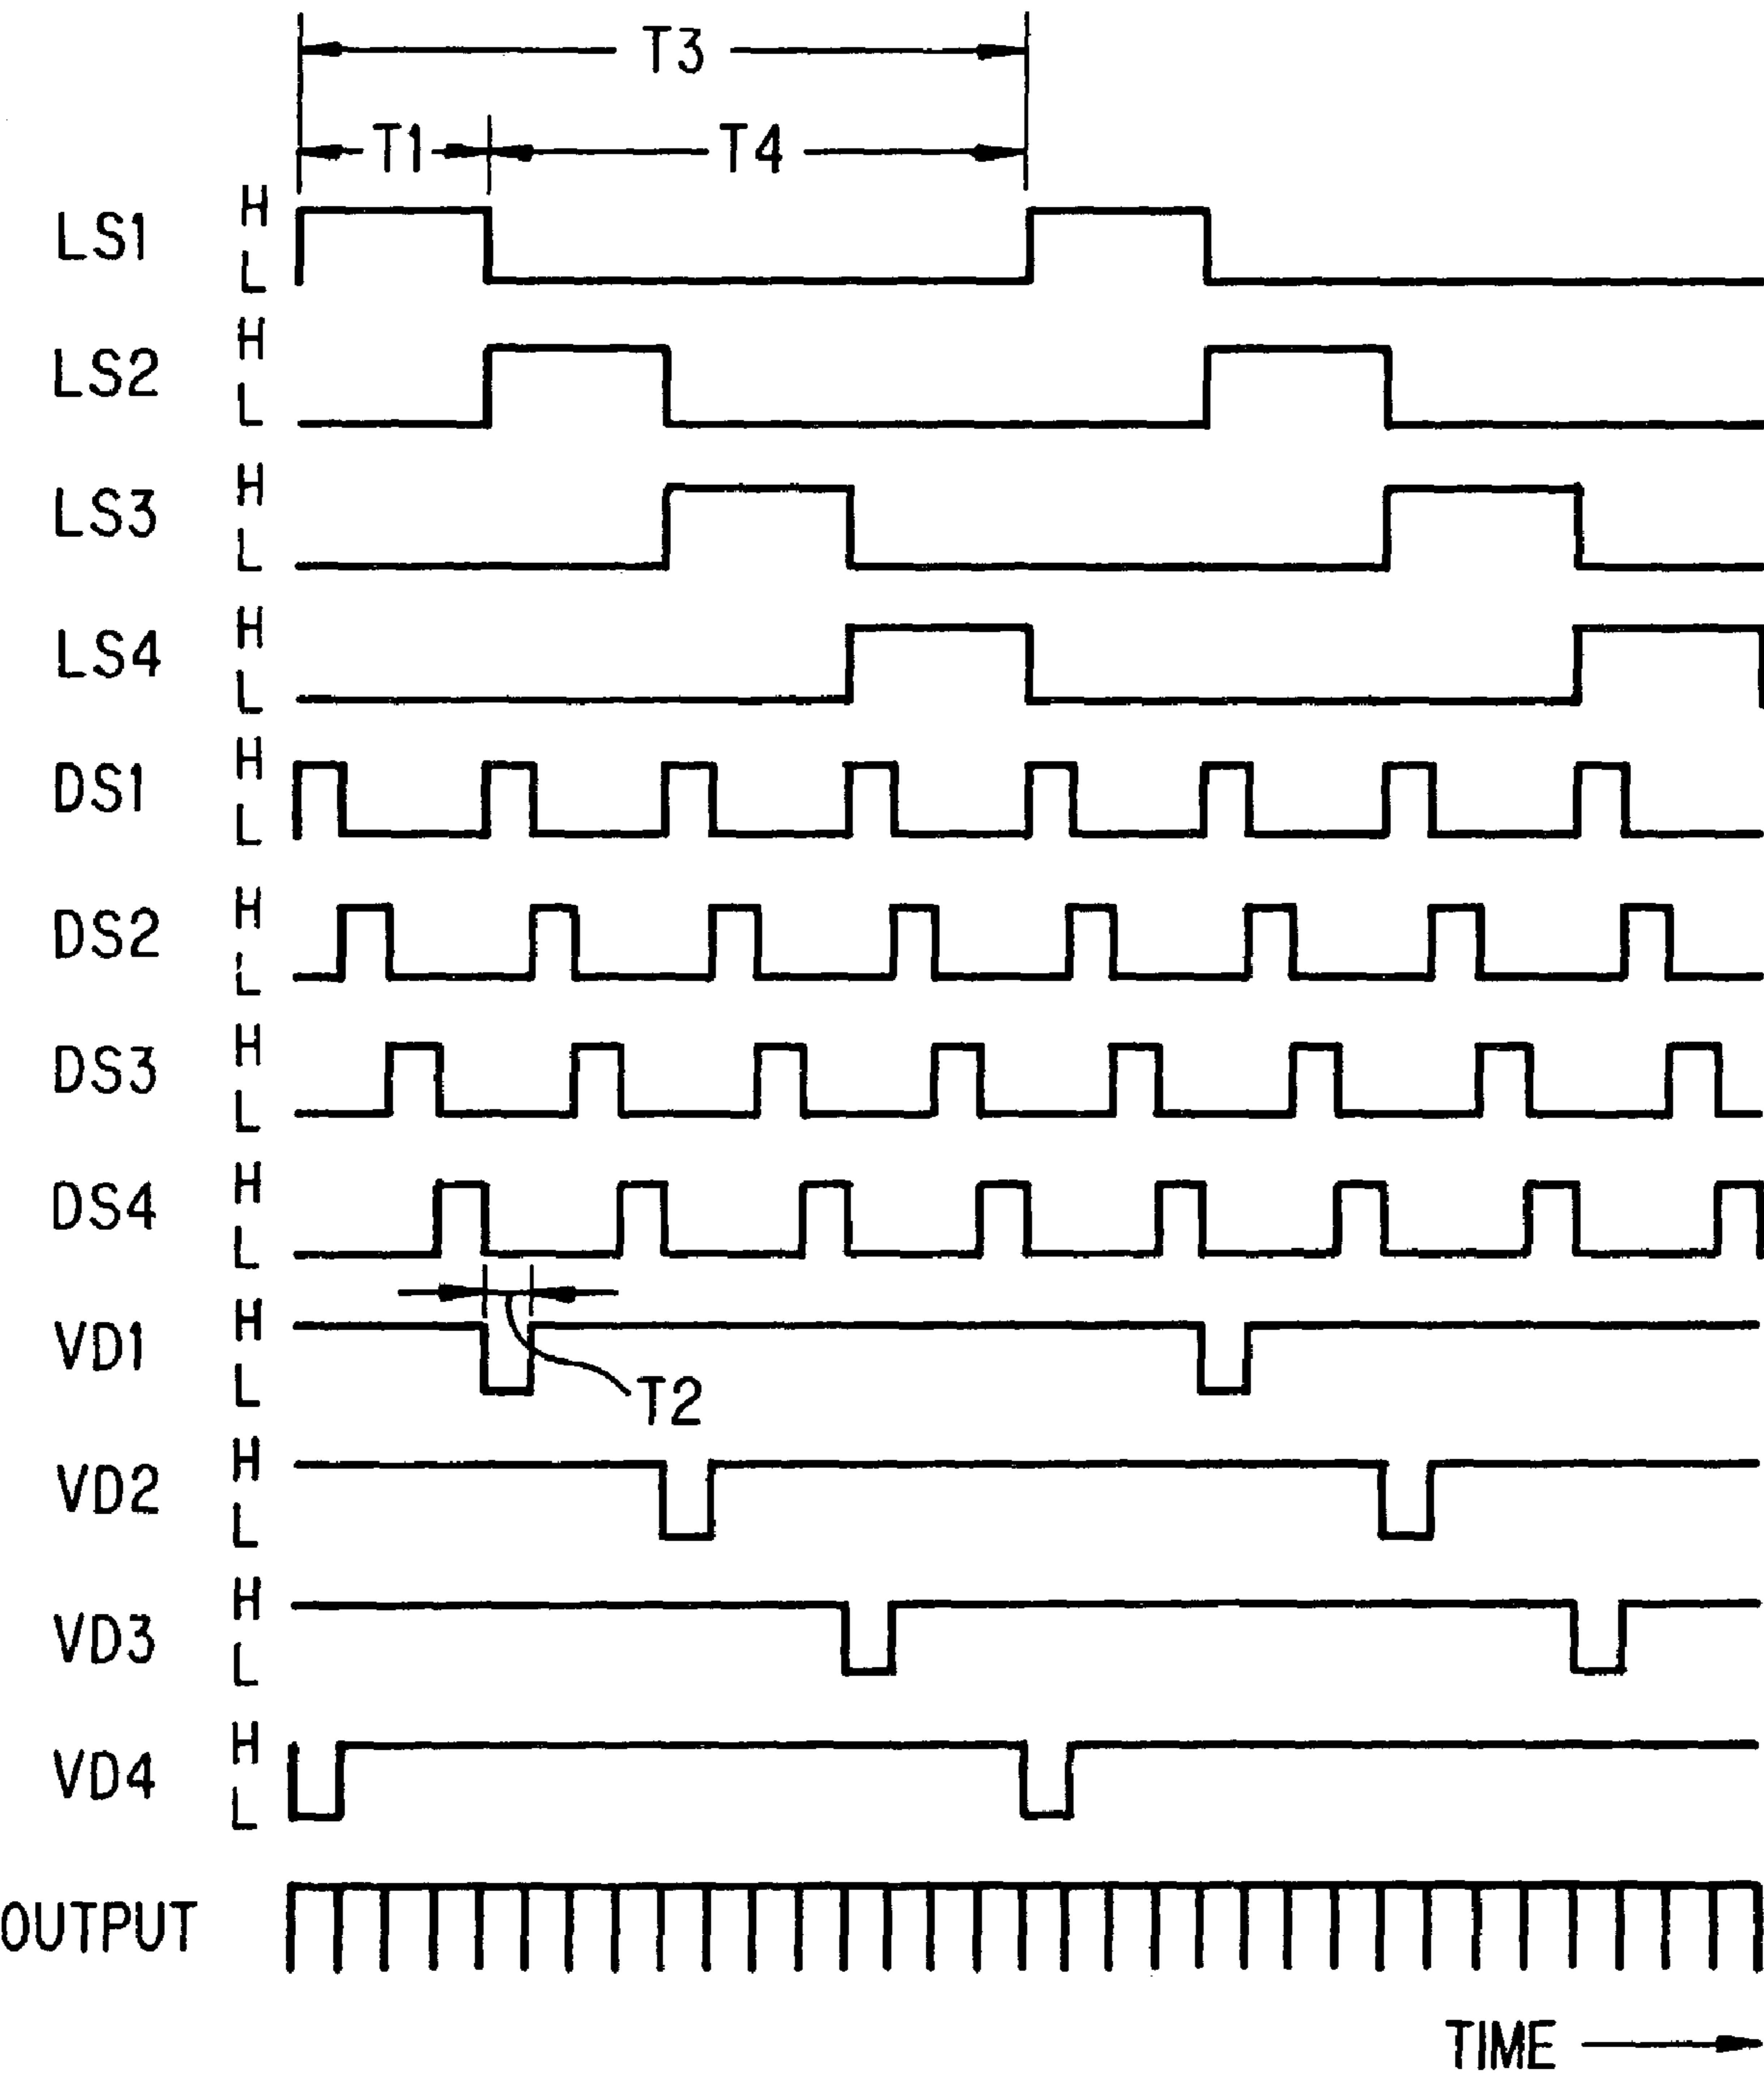 T3
T1 T4
LS1 H L
LS2 H L
LS3 H L
LS4 H L
DS1 H L
DS2 H L
DS3 H L
DS4 H L
VD1 H L
T2
VD2 H L
VD3 H L
VD4 H L
OUTPUT
TIME